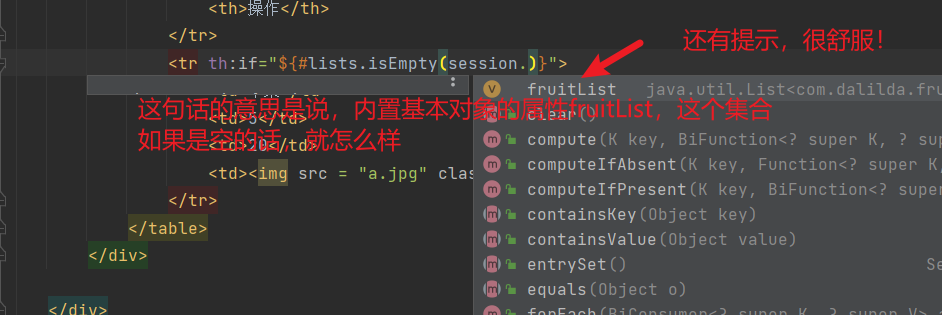 <th>操作</th>
</tr>
还有提示，很舒服！
<tr th:if="${#lists.isEmpty(session.)}">
fruitList java.util.List<com.dalilda.fru
这句话的意思是说，内置基本对象的属性fruitList，这个集合
如果是空的话，就怎么样
clear()
<td>5</td>
compute(K key, BiFunction<? super K, ? super
<td>20</td>
computeIfAbsent(K key, Function<? super K,
<td><img src = "a.jpg" clas
computeIfPresent(K key, BiFunction<? super
</tr>
containsKey(Object key)
</table>
containsValue(Object value)
</div>
entrySet() Se
equals(Object o)
</div>
forEach(BiConsumer<? super K, ? super V>